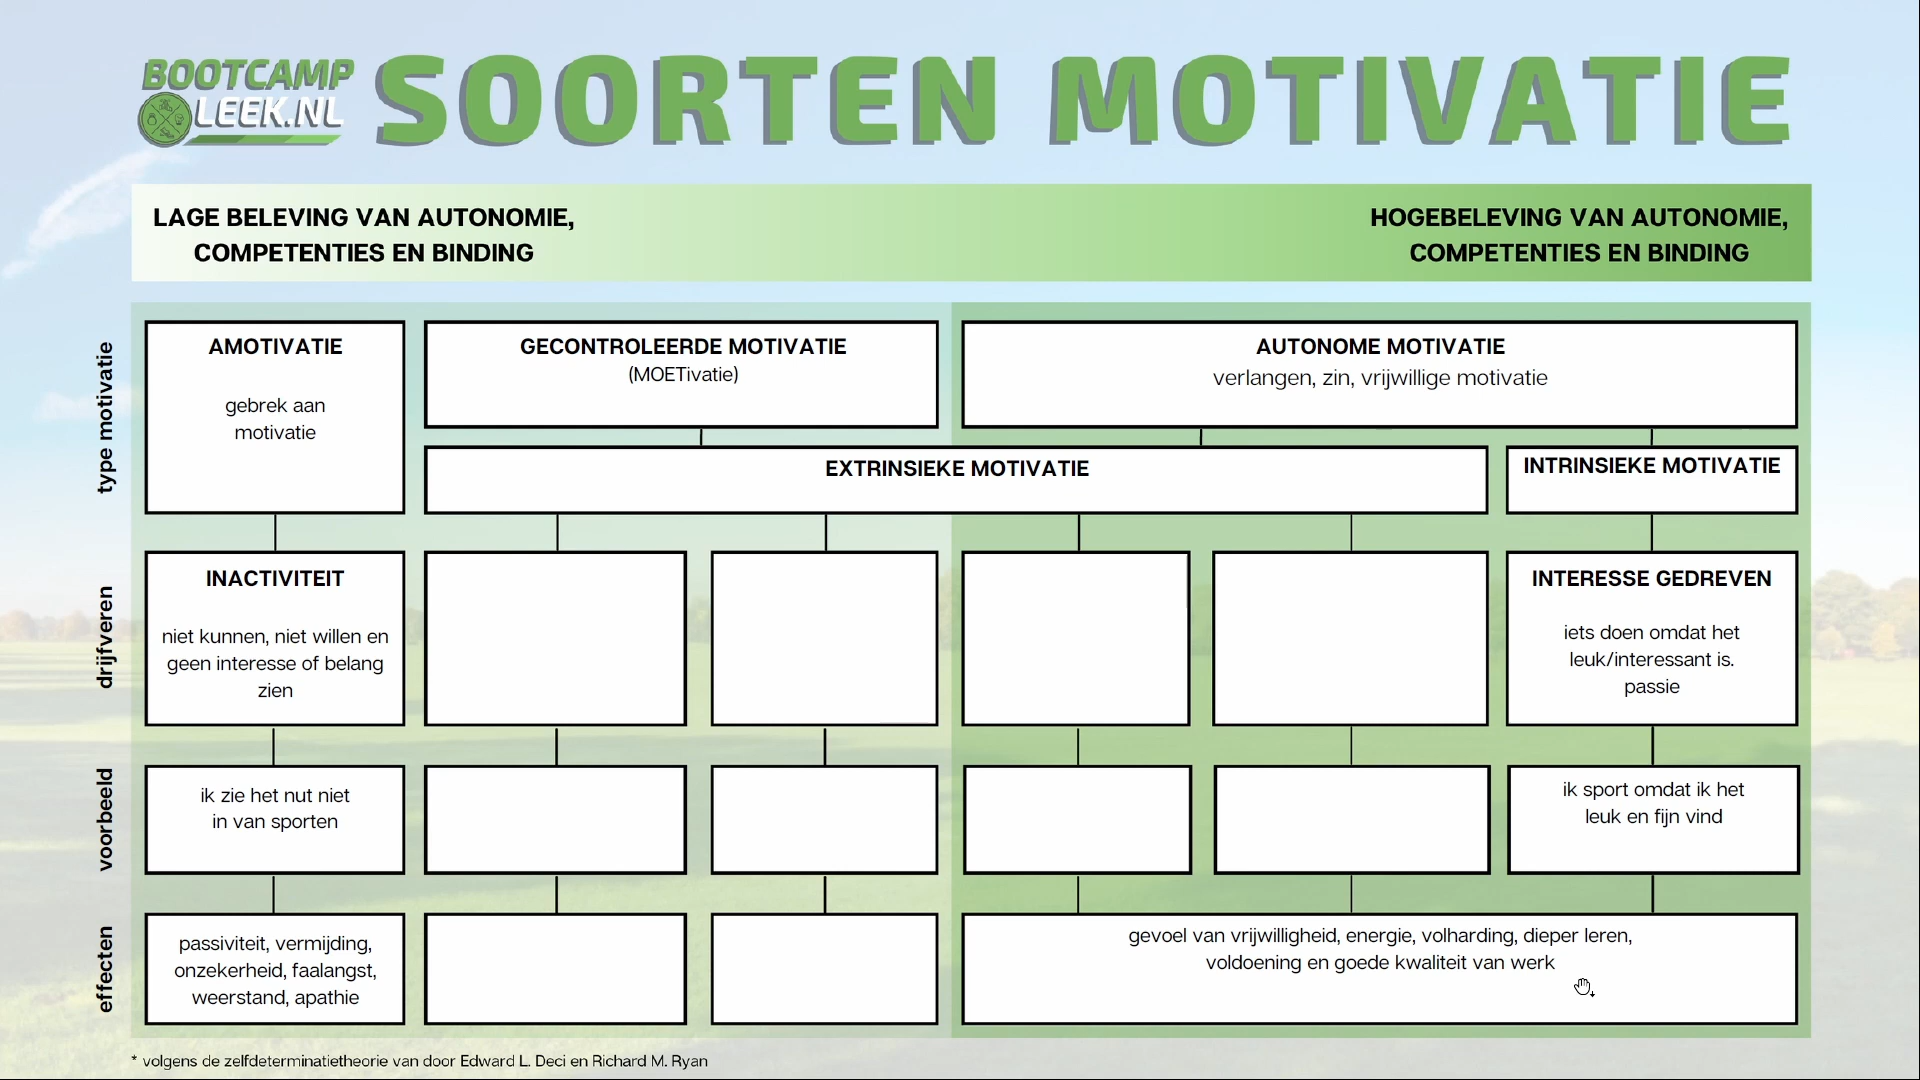 BOOTCAMP
LEEK.NL
SOORTEN MOTIVATIE
LAGE BELEVING VAN AUTONOMIE,
COMPETENTIES EN BINDING
HOGEBELEVING VAN AUTONOMIE,
COMPETENTIES EN BINDING
type motivatie
AMOTIVATIE
gebrek aan
motivatie
GECONTROLEERDE MOTIVATIE
(MOETivatie)
AUTONOME MOTIVATIE
verlangen, zin, vrijwillige motivatie
EXTRINSIEKE MOTIVATIE
INTRINSIEKE MOTIVATIE
drijfveren
INACTIVITEIT
niet kunnen, niet willen en
geen interesse of belang
zien
INTERESSE GEDREVEN
iets doen omdat het
leuk/interessant is.
passie
voorbeeld
ik zie het nut niet
in van sporten
ik sport omdat ik het
leuk en fijn vind
effecten
passiviteit, vermijding,
onzekerheid, faalangst,
weerstand, apathie
gevoel van vrijwilligheid, energie, volharding, dieper leren,
voldoening en goede kwaliteit van werk
* volgens de zelfdeterminatietheorie van door Edward L. Deci en Richard M. Ryan